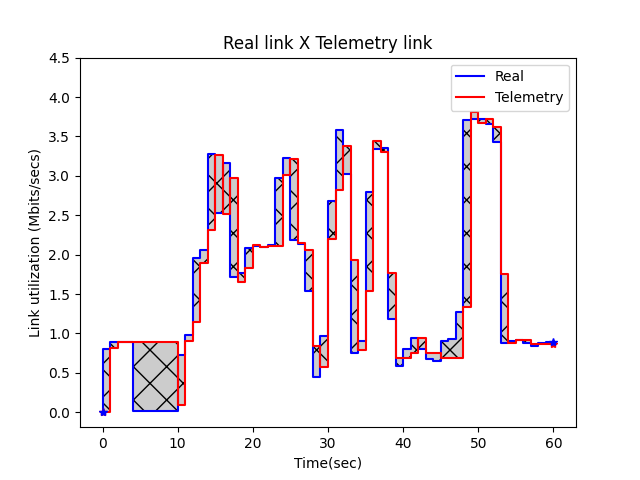 Real link X Telemetry link
Real
Telemetry
Link utilization (Mbits/secs)
4.5
4.0
3.5
3.0
2.5
2.0
1.5
1.0
0.5
0.0
0 10 20 30 40 50 60
Time(sec)